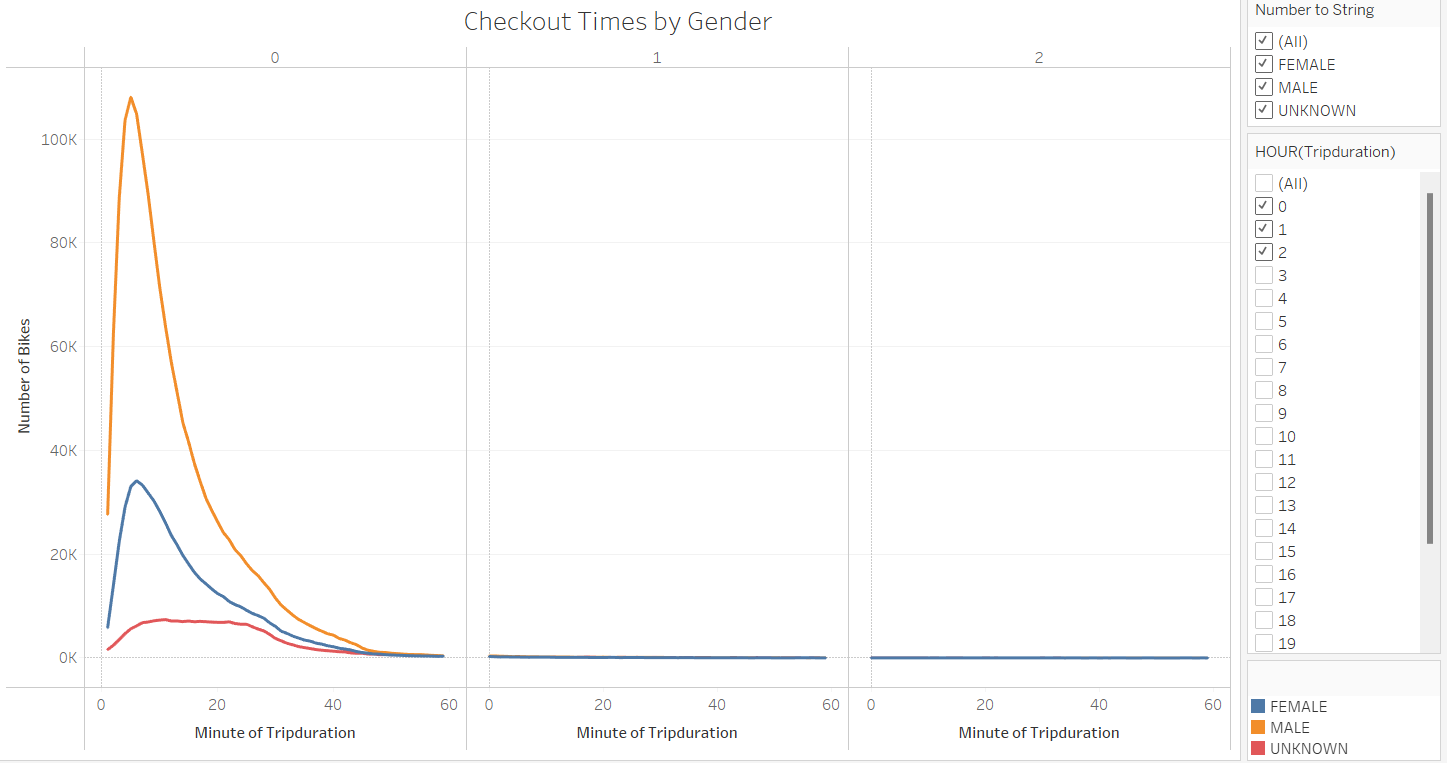 Checkout Times by Gender
0 1 2
100K
80K
60K
40K
20K
0K
Number of Bikes
0 20 40 60 0 20 40 60 0 20 40 60
Minute of Tripduration Minute of Tripduration Minute of Tripduration
Number to String
(All)
FEMALE
MALE
UNKNOWN
HOUR(Tripduration)
(All)
0
1
2
3
4
5
6
7
8
9
10
11
12
13
14
15
16
17
18
19
FEMALE
MALE
UNKNOWN